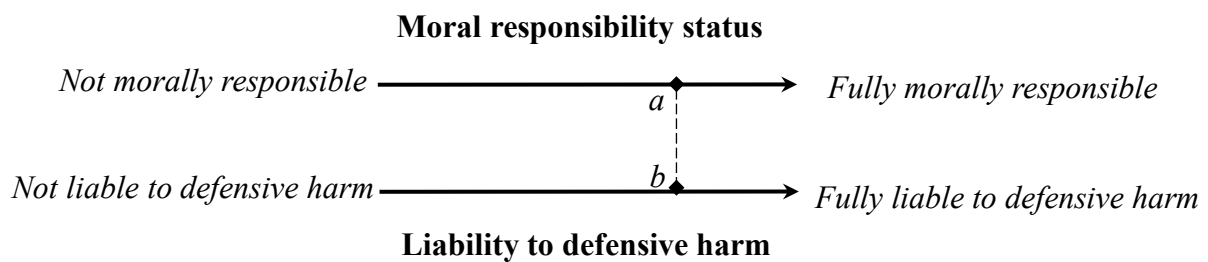 Moral responsibility status
Not morally responsible
Fully morally responsible
a
b
Not liable to defensive harm
Fully liable to defensive harm
Liability to defensive harm